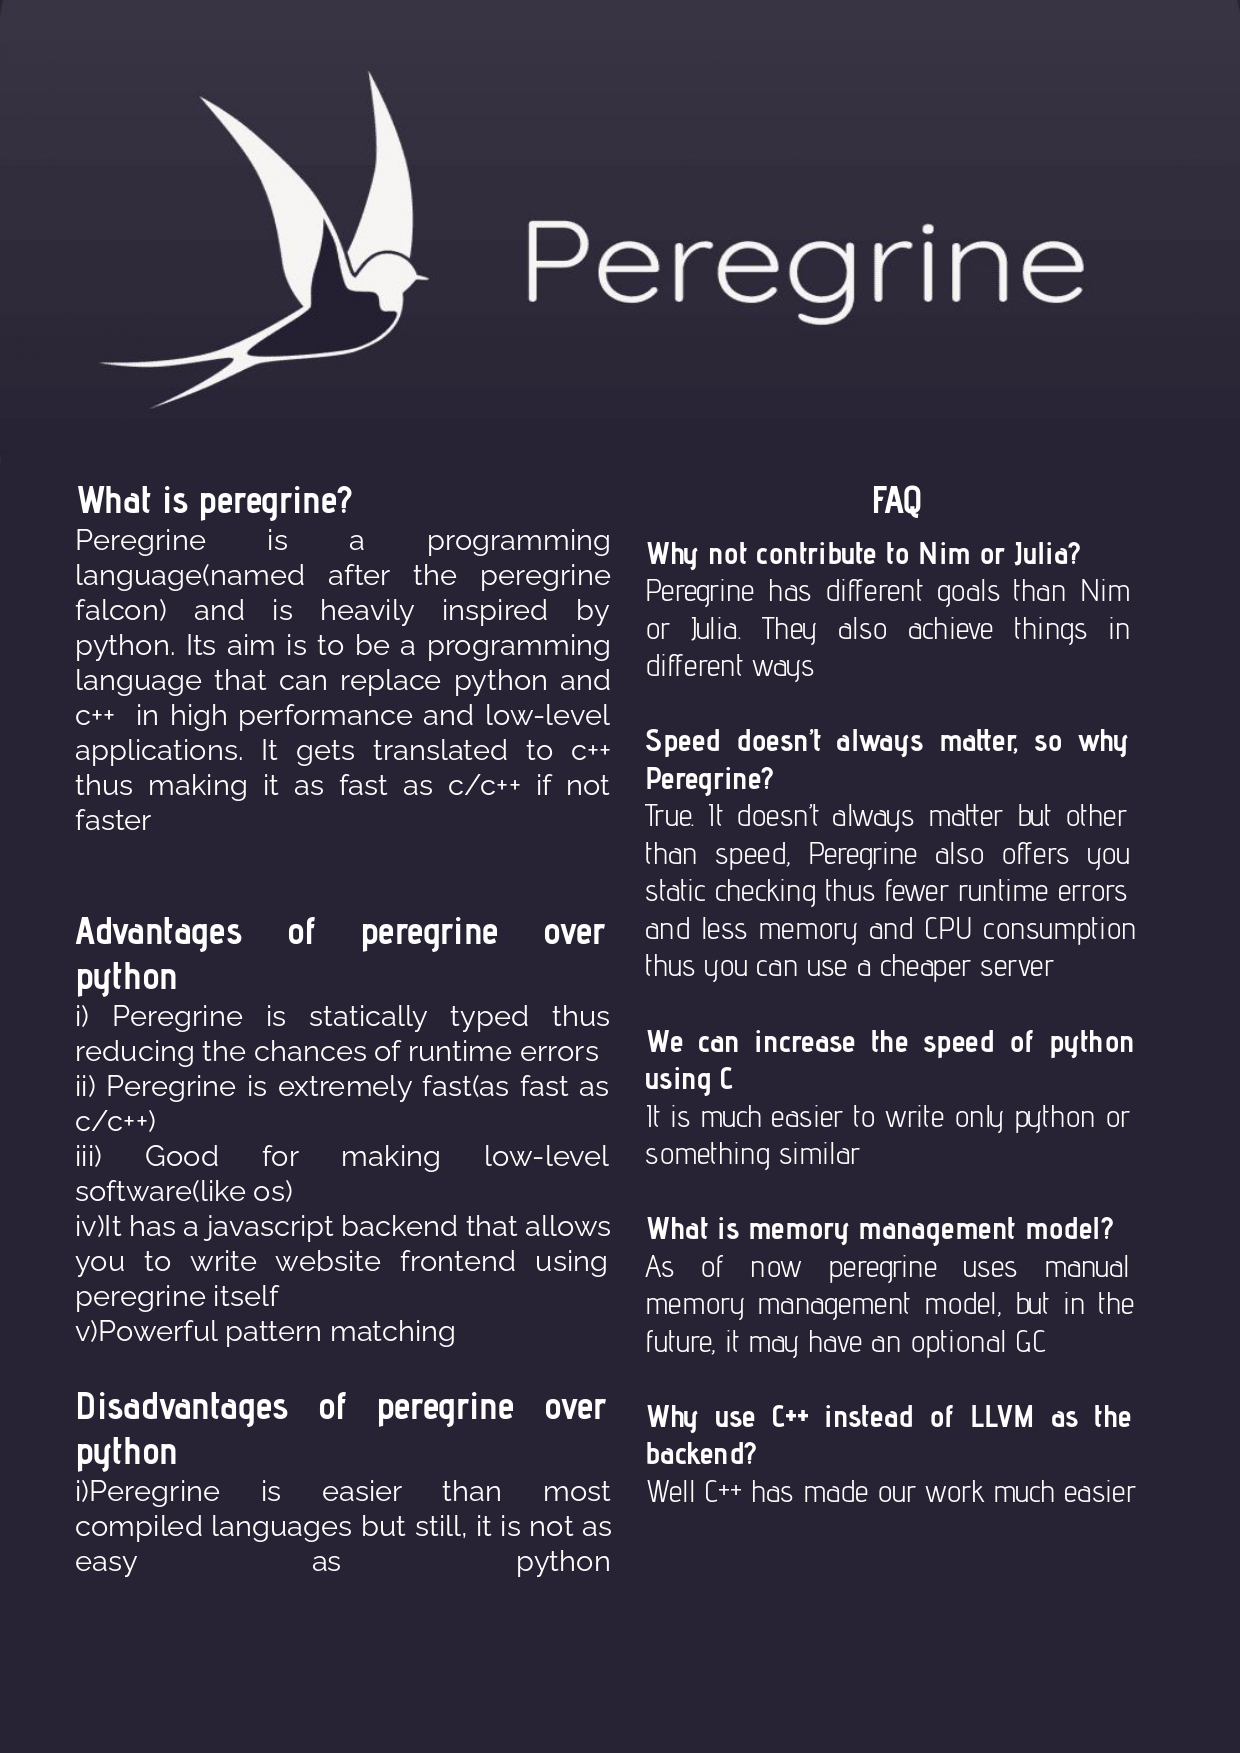 Peregrine
What is peregrine?
Peregrine is a programming
language(named after the peregrine
falcon) and is heavily inspired by
python. Its aim is to be a programming
language that can replace python and
c++ in high performance and low-level
applications. It gets translated to c++
thus making it as fast as c/c++ if not
faster
Advantages of peregrine over
python
i) Peregrine is statically typed thus
reducing the chances of runtime errors
ii) Peregrine is extremely fast(as fast as
c/c++)
iii) Good for making low-level
software(like os)
iv)It has a javascript backend that allows
you to write website frontend using
peregrine itself
v)Powerful pattern matching
Disadvantages of peregrine over
python
i)Peregrine is easier than most
compiled languages but still, it is not as
easy as python
FAQ
Why not contribute to Nim or Julia?
Peregrine has different goals than Nim
or Julia. They also achieve things in
different ways
Speed doesn't always matter, so why
Peregrine?
True. It doesn't always matter but other
than speed, Peregrine also offers you
static checking thus fewer runtime errors
and less memory and CPU consumption
thus you can use a cheaper server
We can increase the speed of python
using C
It is much easier to write only python or
something similar
What is memory management model?
As of now peregrine uses manual
memory management model, but in the
future, it may have an optional GC
Why use C++ instead of LLVM as the
backend?
Well C++ has made our work much easier